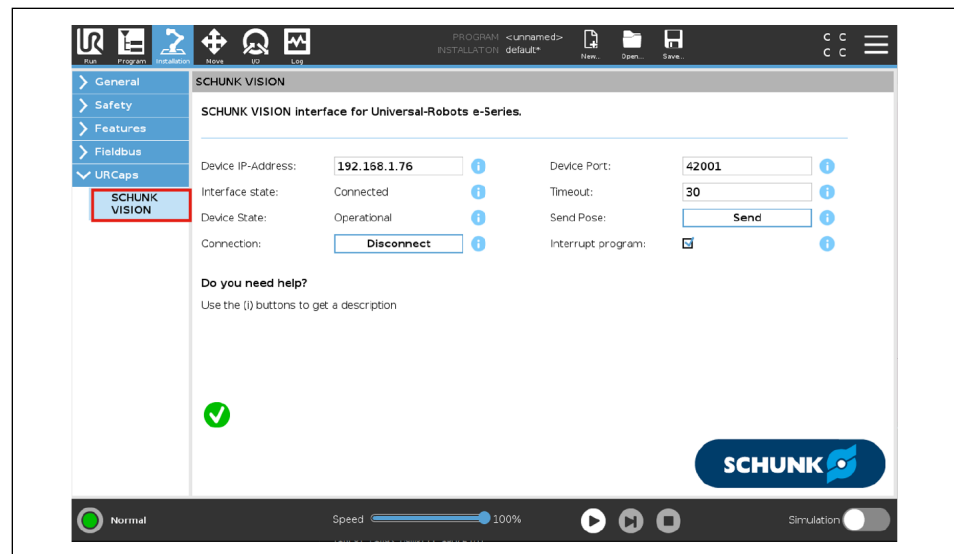 PROGRAM <unnamed>
INSTALLATON default*
New... Open... Save...
C C
C C
Run Program Installation Move I/O Log
General
SCHUNK VISION
Safety
SCHUNK VISION interface for Universal-Robots e-Series.
Features
Fieldbus
URCaps
SCHUNK
VISION
Device IP-Address: 192.168.1.76 Device Port: 42001
Interface state: Connected Timeout: 30
Device State: Operational Send Pose: Send
Connection: Disconnect Interrupt program:
Do you need help?
Use the (i) buttons to get a description
SCHUNK
Normal Speed 100% Simulation